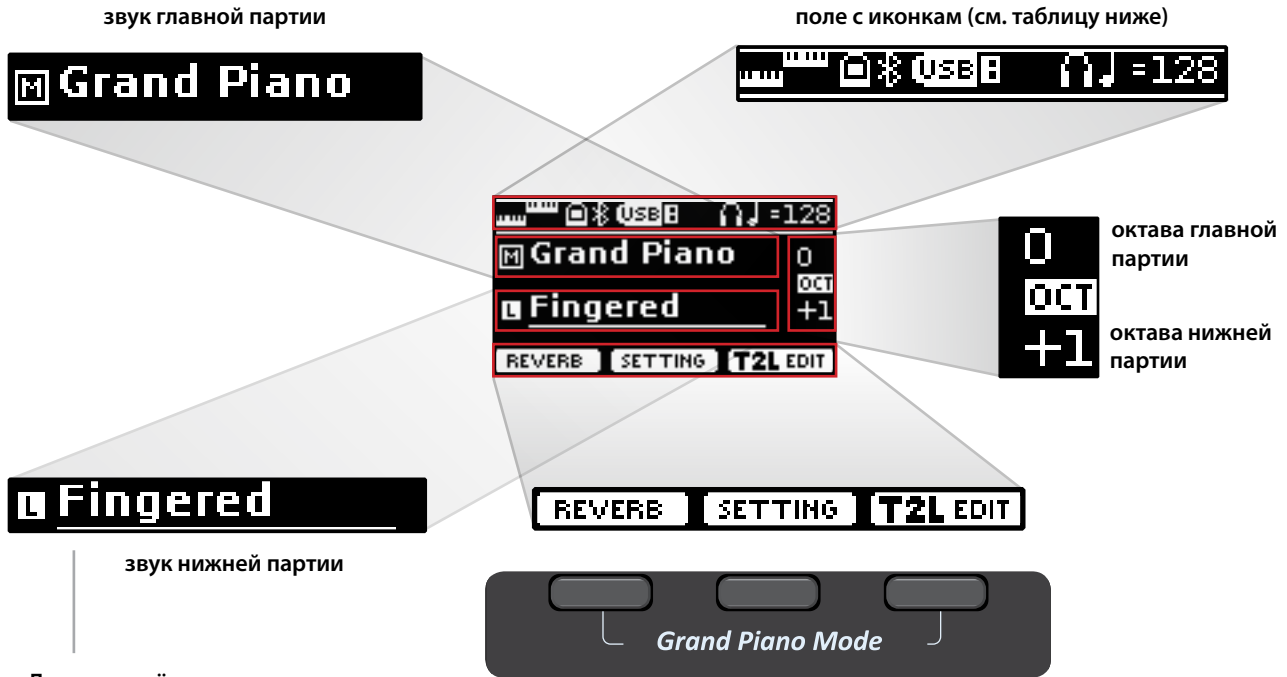 звук главной партии
поле с иконкам (см. таблицу ниже)
M Grand Piano
USB =128
USB =128
M Grand Piano
0
OCT
L Fingered
+1
REVERB SETTING T2L EDIT
0
октава главной
партии
OCT
+1
октава нижней
партии
L Fingered
REVERB SETTING T2L EDIT
звук нижней партии
Grand Piano Mode